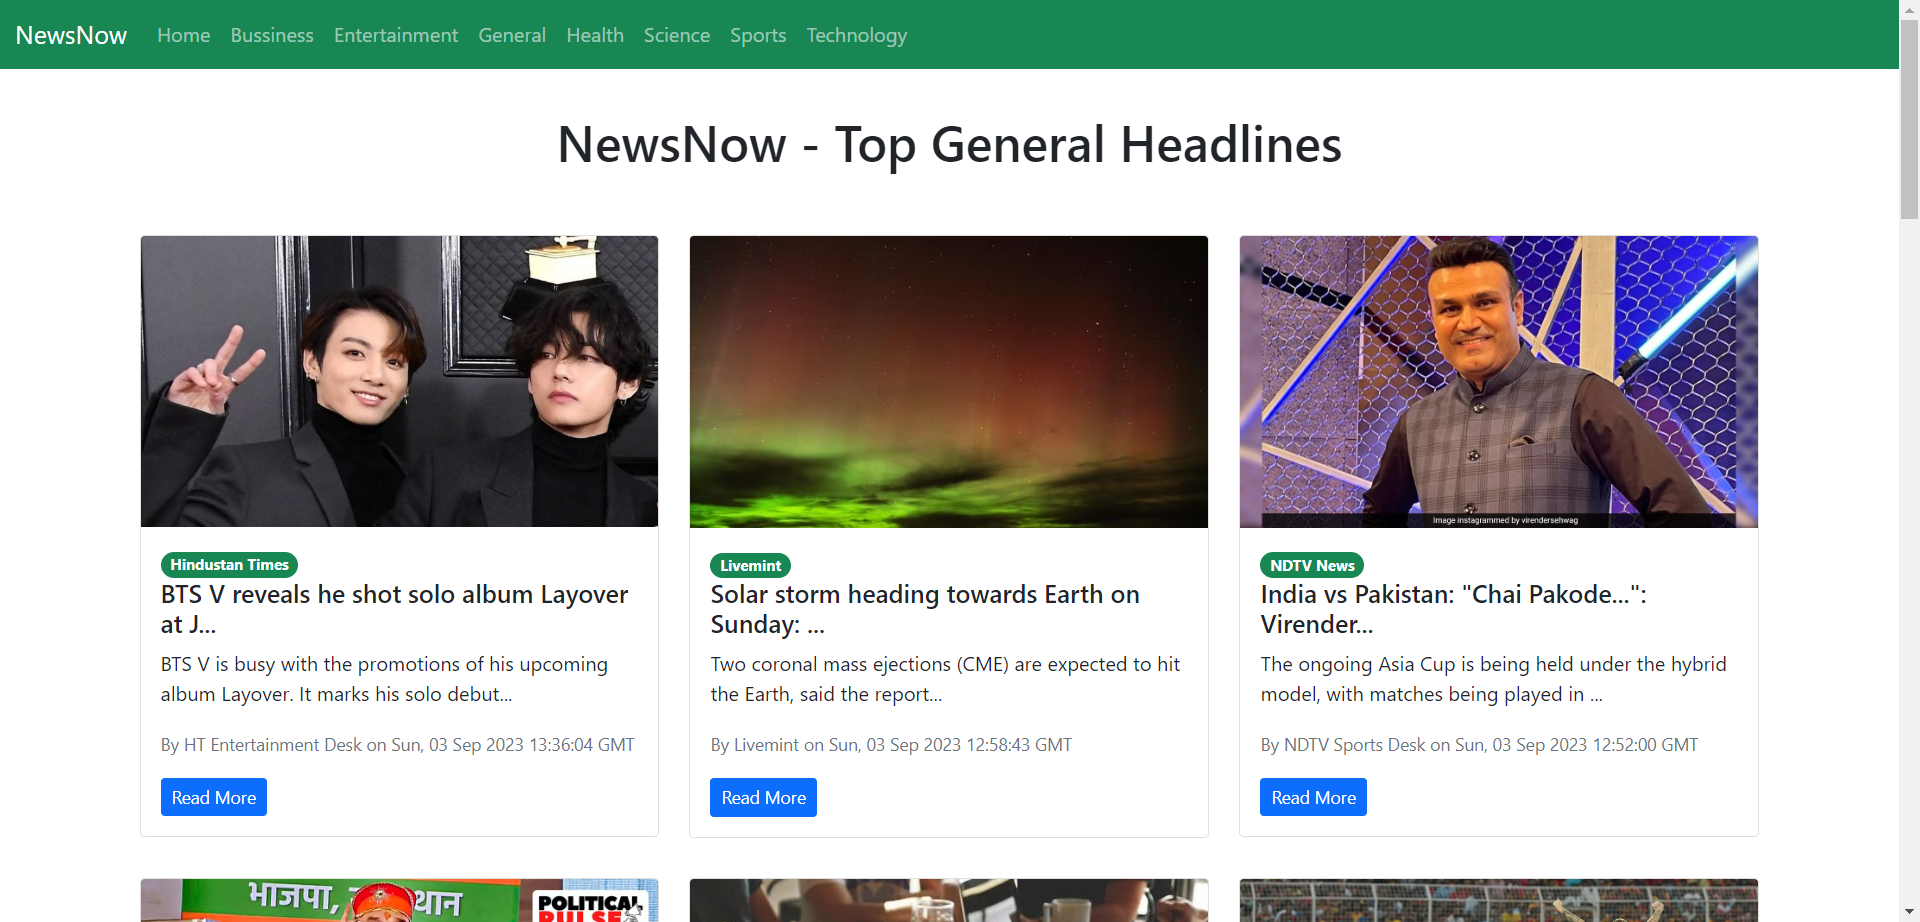 NewsNow Home Bussiness Entertainment General Health Science Sports Technology
NewsNow - Top General Headlines
Image instagrammed by virendersehwag
Hindustan Times
BTS V reveals he shot solo album Layover
at J...
BTS V is busy with the promotions of his upcoming
album Layover. It marks his solo debut...
By HT Entertainment Desk on Sun, 03 Sep 2023 13:36:04 GMT
Read More
Livemint
Solar storm heading towards Earth on
Sunday: ...
Two coronal mass ejections (CME) are expected to hit
the Earth, said the report...
By Livemint on Sun, 03 Sep 2023 12:58:43 GMT
Read More
NDTV News
India vs Pakistan: "Chai Pakode...":
Virender...
The ongoing Asia Cup is being held under the hybrid
model, with matches being played in ...
By NDTV Sports Desk on Sun, 03 Sep 2023 12:52:00 GMT
Read More
भाजपा,
POLITICAL
PULSE